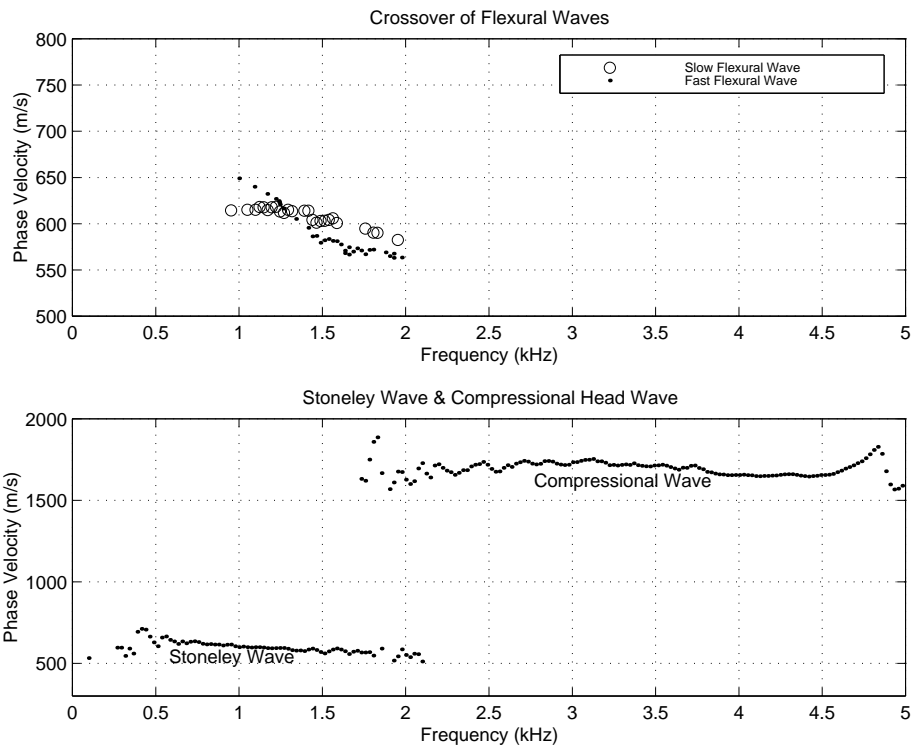 Crossover of Flexural Waves
800
750
700
650
600
550
500
Phase Velocity (m/s)
Slow Flexural Wave
Fast Flexural Wave
0 0.5 1 1.5 2 2.5 3 3.5 4 4.5 5
Frequency (kHz)
Stoneley Wave & Compressional Head Wave
2000
1500
1000
500
Phase Velocity (m/s)
Compressional Wave
Stoneley Wave
0 0.5 1 1.5 2 2.5 3 3.5 4 4.5 5
Frequency (kHz)